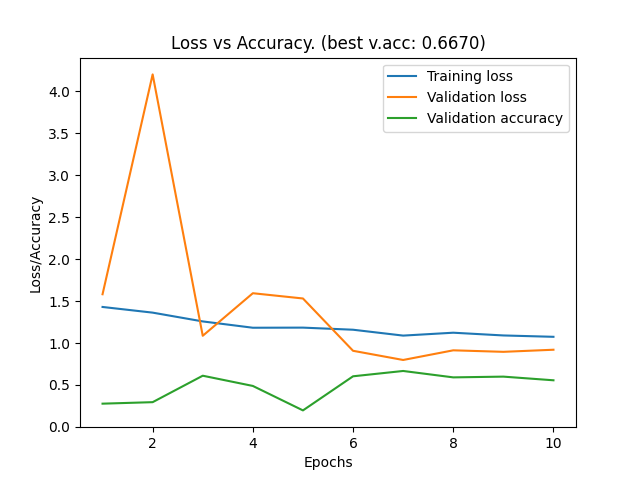 Loss vs Accuracy. (best v.acc: 0.6670)
Training loss
Validation loss
Validation accuracy
Loss/Accuracy
4.0
3.5
3.0
2.5
2.0
1.5
1.0
0.5
0.0
2 4 6 8 10
Epochs